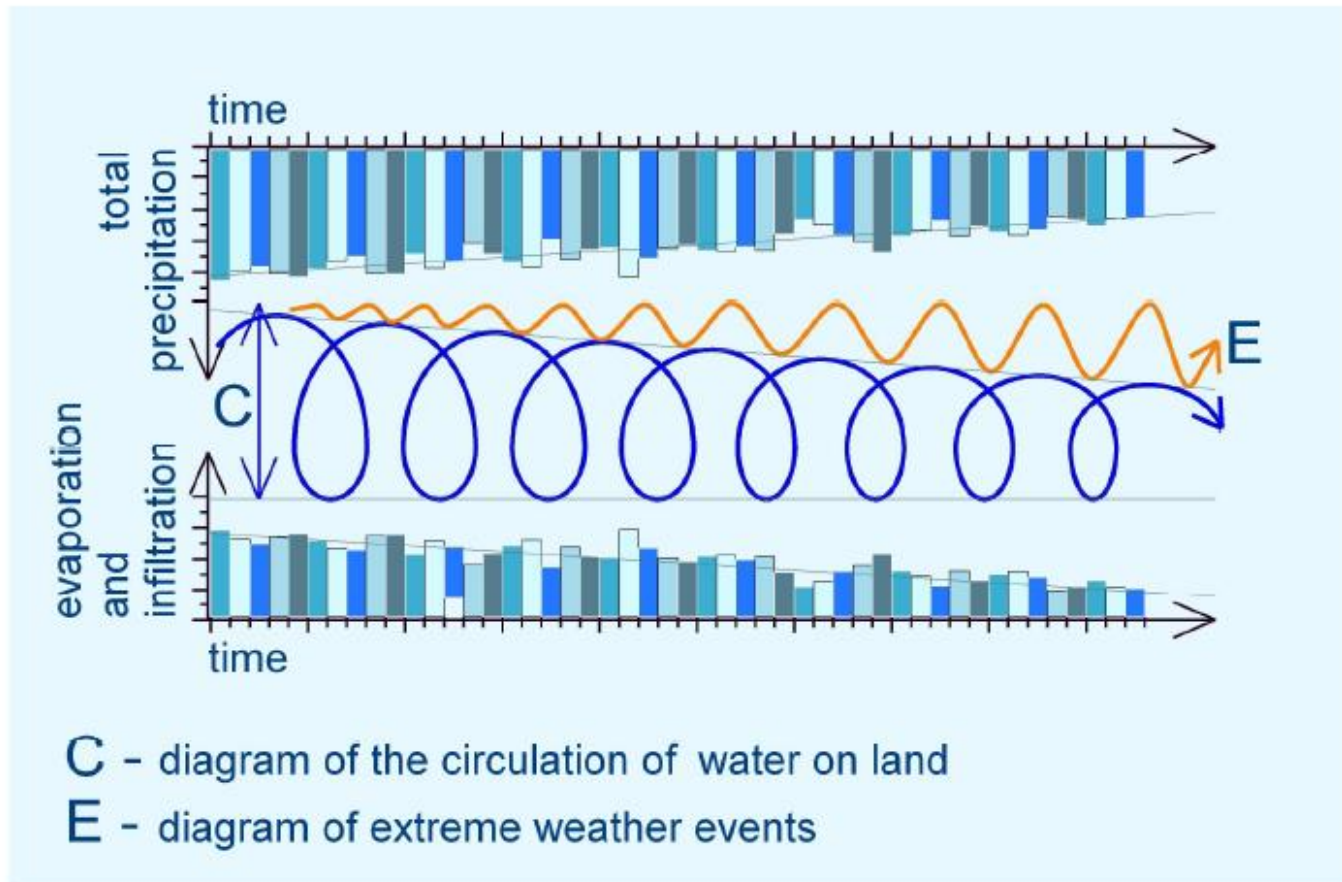 time
total
precipitation
E
C
evaporation
and
infiltration
time
C - diagram of the circulation of water on land
E - diagram of extreme weather events